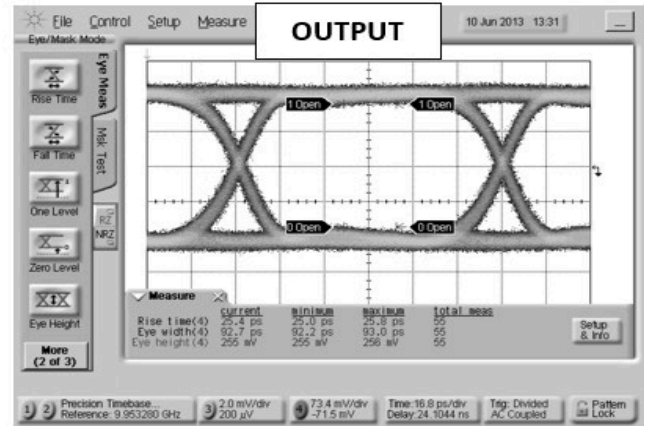 File Control Setup Measure
OUTPUT
10 Jun 2013 13:31
Eye/Mask Mode
Eye Meas
Msk Test
Rise Time
Fall Time
One Level
RZ
NRZ
Zero Level
Eye Height
More
(2 of 3)
1 Open 1 Open
0 Open 0 Open
Measure
current minimum maximum total meas
Rise time(4) 25.4 ps 25.0 ps 25.8 ps 55
Eye width(4) 92.7 ps 92.2 ps 93.0 ps 55
Eye height(4) 255 mV 255 mV 256 mV 55
Setup
& Info
1 2 Precision Timebase...
Reference: 9.953280 GHz
3 2.0 mV/div
200 µV
4 73.4 mV/div
-71.5 mV
Time:16.8 ps/div
Delay:24.1044 ns
Trig: Divided
AC Coupled
Pattern
Lock